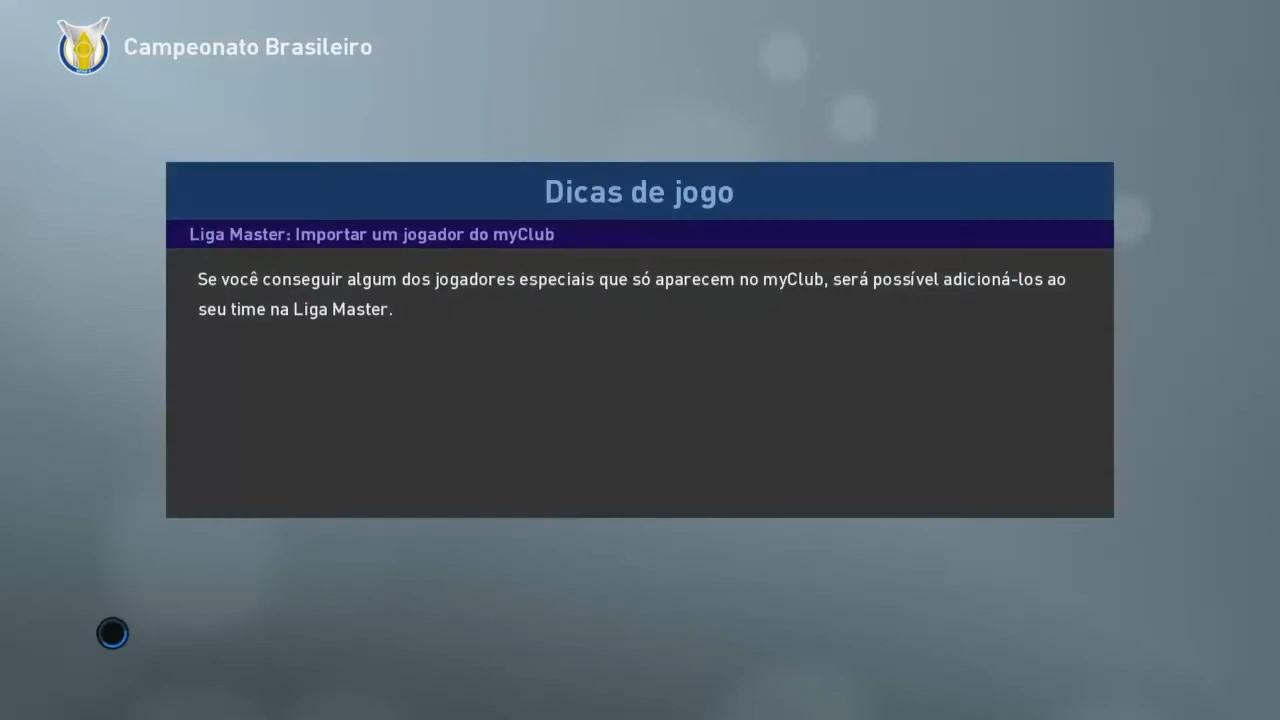 Campeonato Brasileiro
Dicas de jogo
Liga Master: Importar um jogador do myClub
Se você conseguir algum dos jogadores especiais que só aparecem no myClub, será possível adicioná-los ao
seu time na Liga Master.